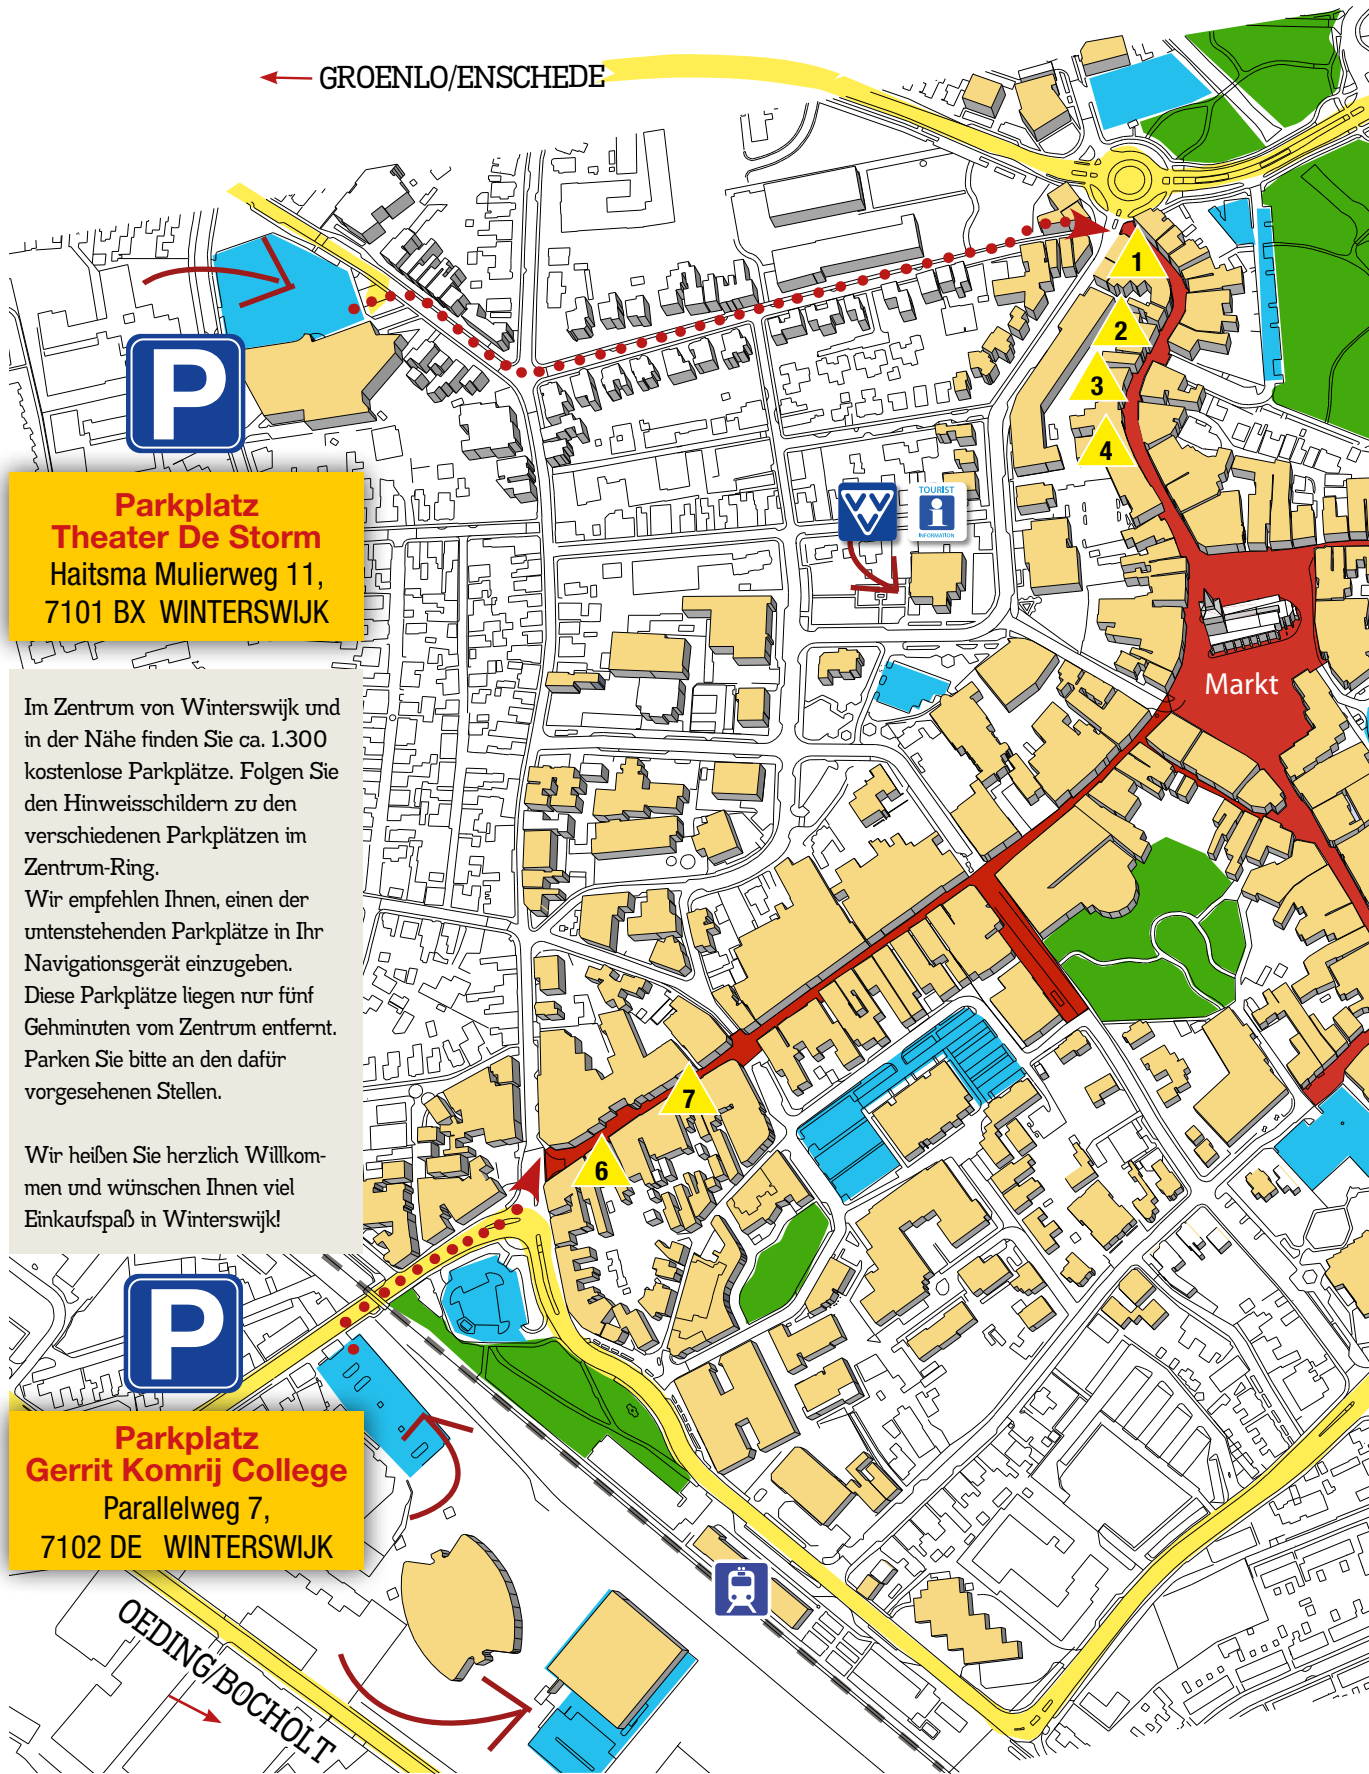 GROENLO/ENSCHEDE
1
2
3
4
P
Parkplatz
Theater De Storm
Haitsma Mulierweg 11,
7101 BX WINTERSWIJK
TOURIST
i
INFORMATION
Markt
Im Zentrum von Winterswijk und
in der Nähe finden Sie ca. 1.300
kostenlose Parkplätze. Folgen Sie
den Hinweisschildern zu den
verschiedenen Parkplätzen im
Zentrum-Ring.
Wir empfehlen Ihnen, einen der
untenstehenden Parkplätze in Ihr
Navigationsgerät einzugeben.
Diese Parkplätze liegen nur fünf
Gehminuten vom Zentrum entfernt.
Parken Sie bitte an den dafür
vorgesehenen Stellen.
Wir heißen Sie herzlich Willkom-
men und wünschen Ihnen viel
Einkaufspaß in Winterswijk!
7
6
P
Parkplatz
Gerrit Komrij College
Parallelweg 7,
7102 DE WINTERSWIJK
OEDING/BOCHOLT